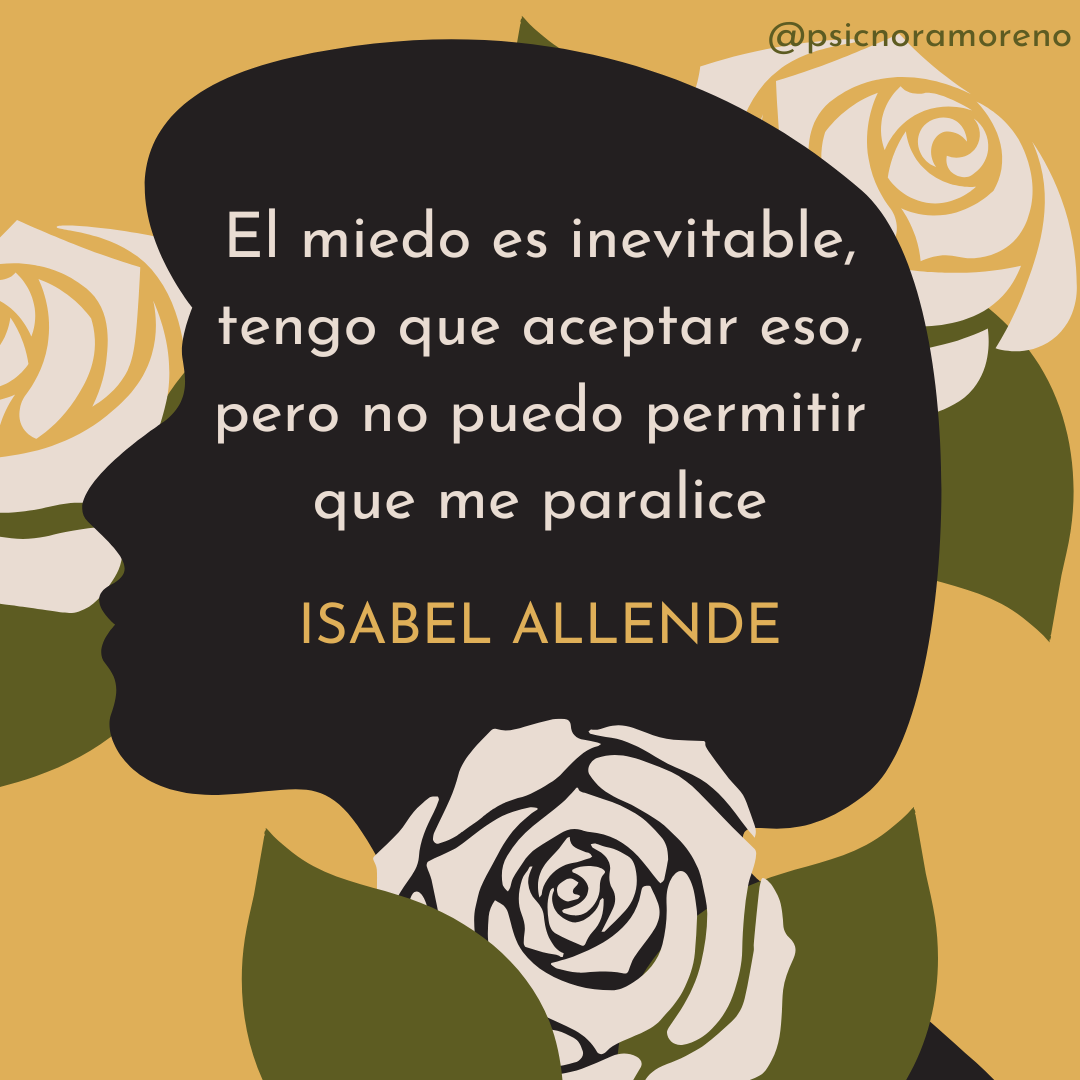 @psicnoramoreno
El miedo es inevitable,
tengo que aceptar eso,
pero no puedo permitir
que me paralice
ISABEL ALLENDE